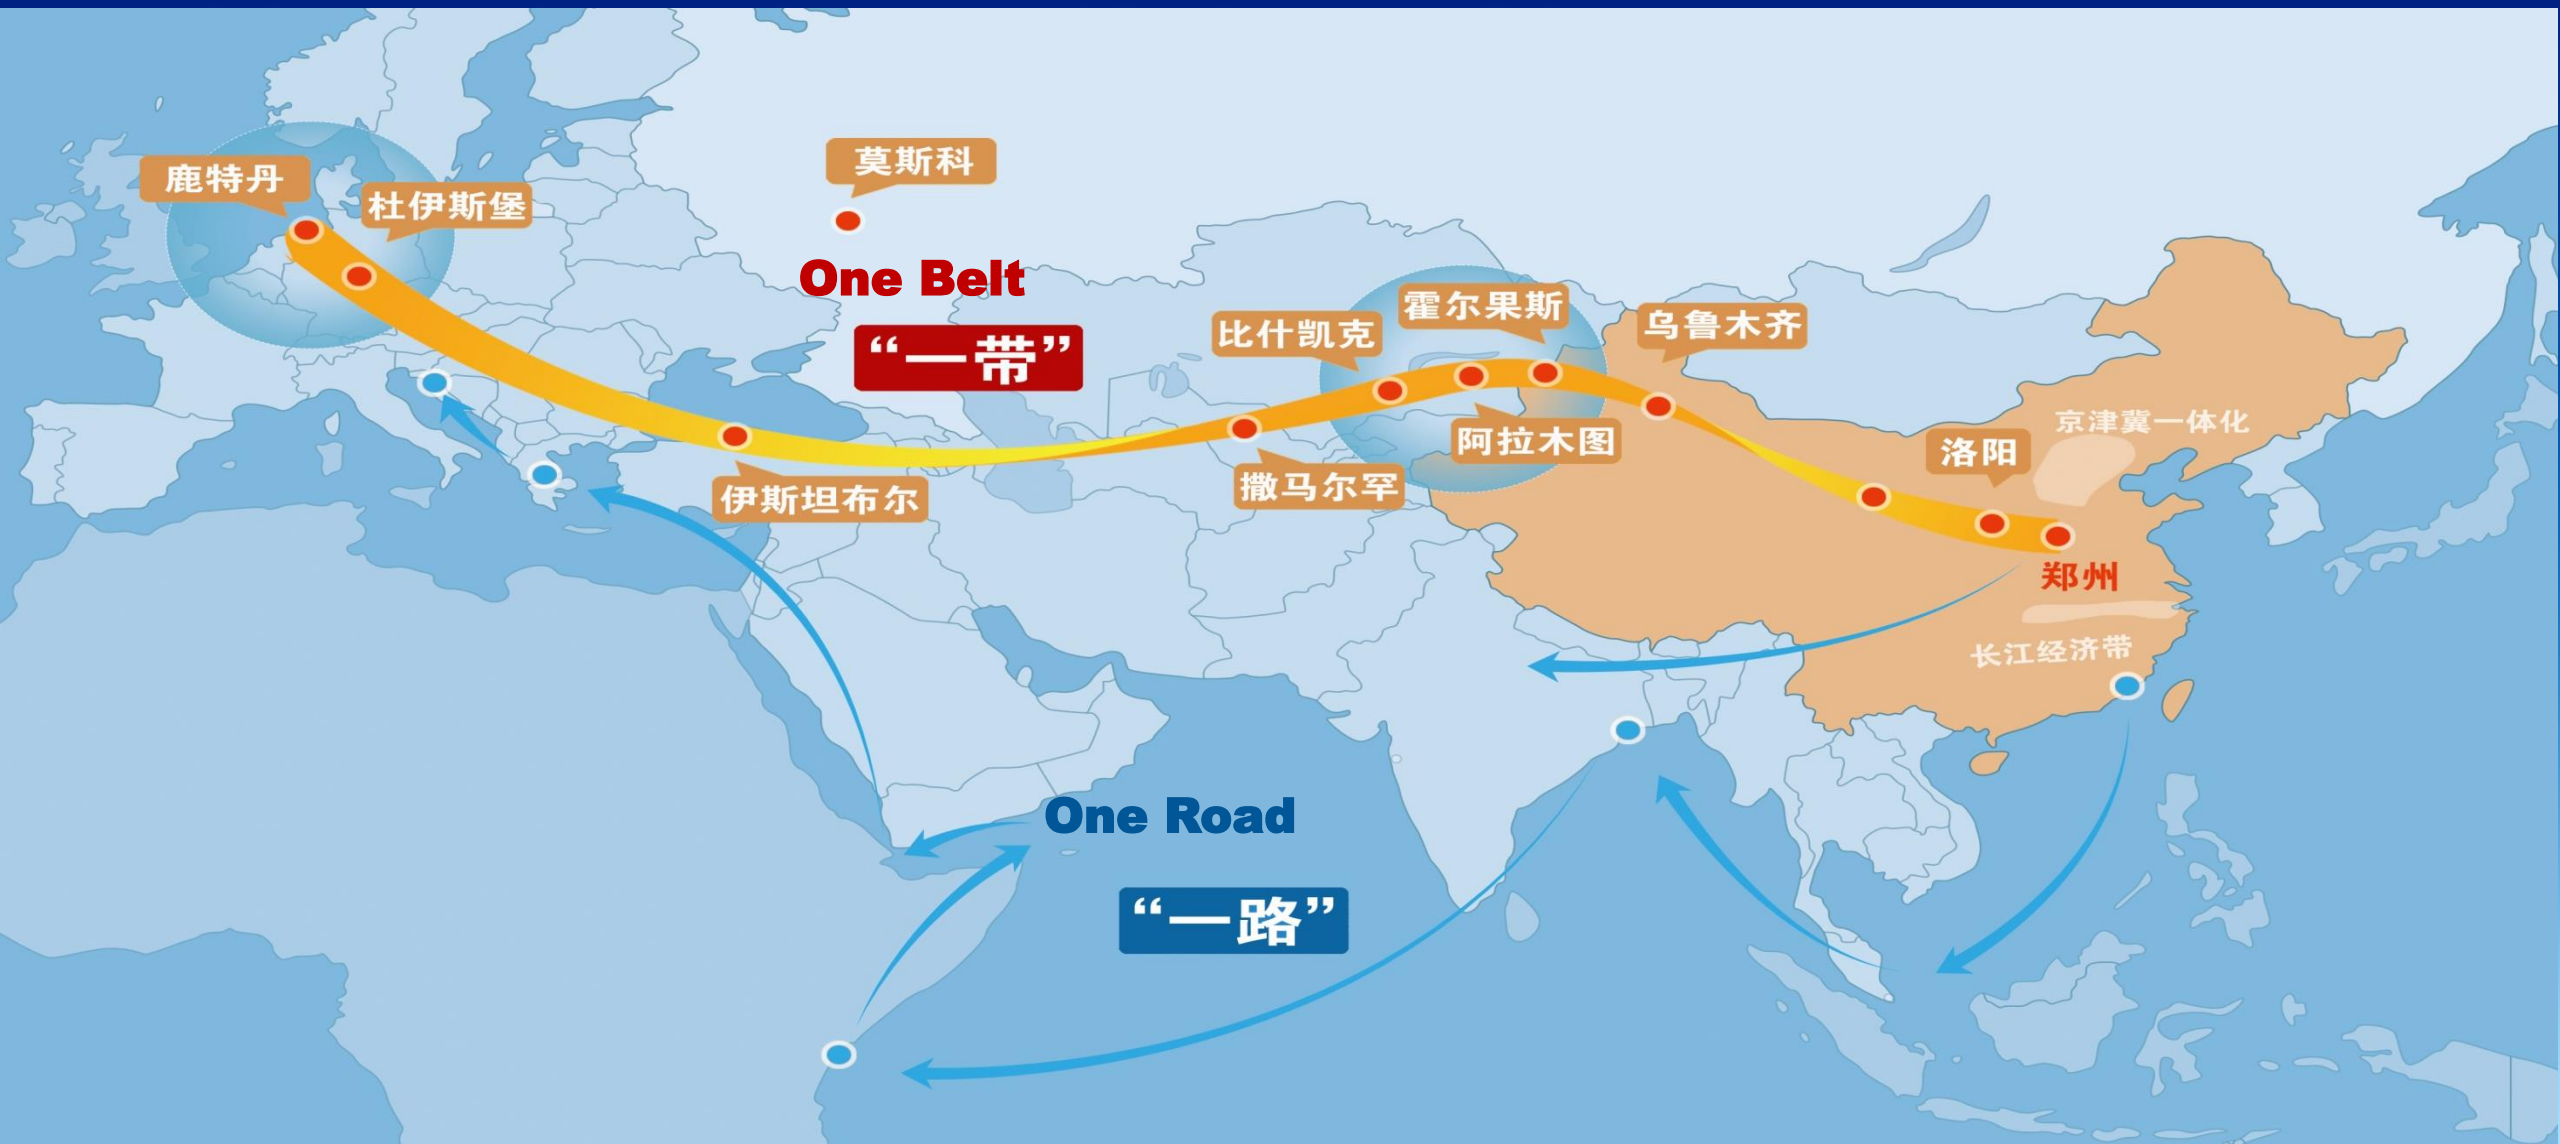 莫斯科
鹿特丹
杜伊斯堡
One Belt
“一带”
霍尔果斯
比什凯克
乌鲁木齐
京津冀一体化
阿拉木图
洛阳
撒马尔罕
伊斯坦布尔
郑州
长江经济带
One Road
“一路”